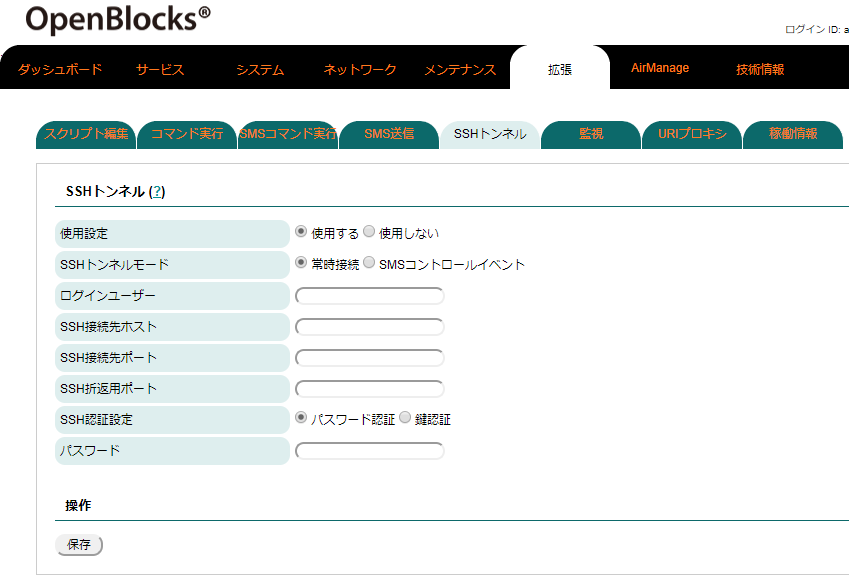 OpenBlocks®
ログイン ID: a
ダッシュボード サービス システム ネットワーク メンテナンス 拡張 AirManage 技術情報
スクリプト編集 コマンド実行 SMSコマンド実行 SMS送信 SSHトンネル 監視 URIプロキシ 稼働情報
SSHトンネル (?)
使用設定 使用する 使用しない
SSHトンネルモード 常時接続 SMSコントロールイベント
ログインユーザー
SSH接続先ホスト
SSH接続先ポート
SSH折返用ポート
SSH認証設定 パスワード認証 鍵認証
パスワード
操作
保存